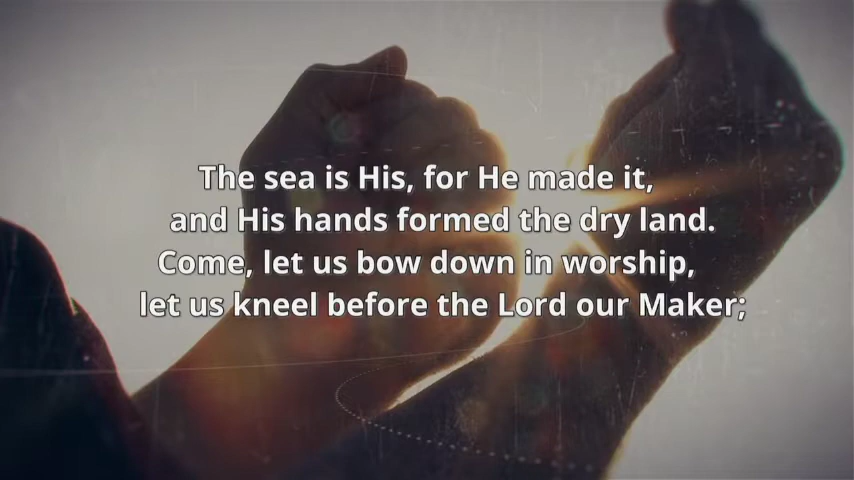 The sea is His, for He made it,
and His hands formed the dry land.
Come, let us bow down in worship,
let us kneel before the Lord our Maker;